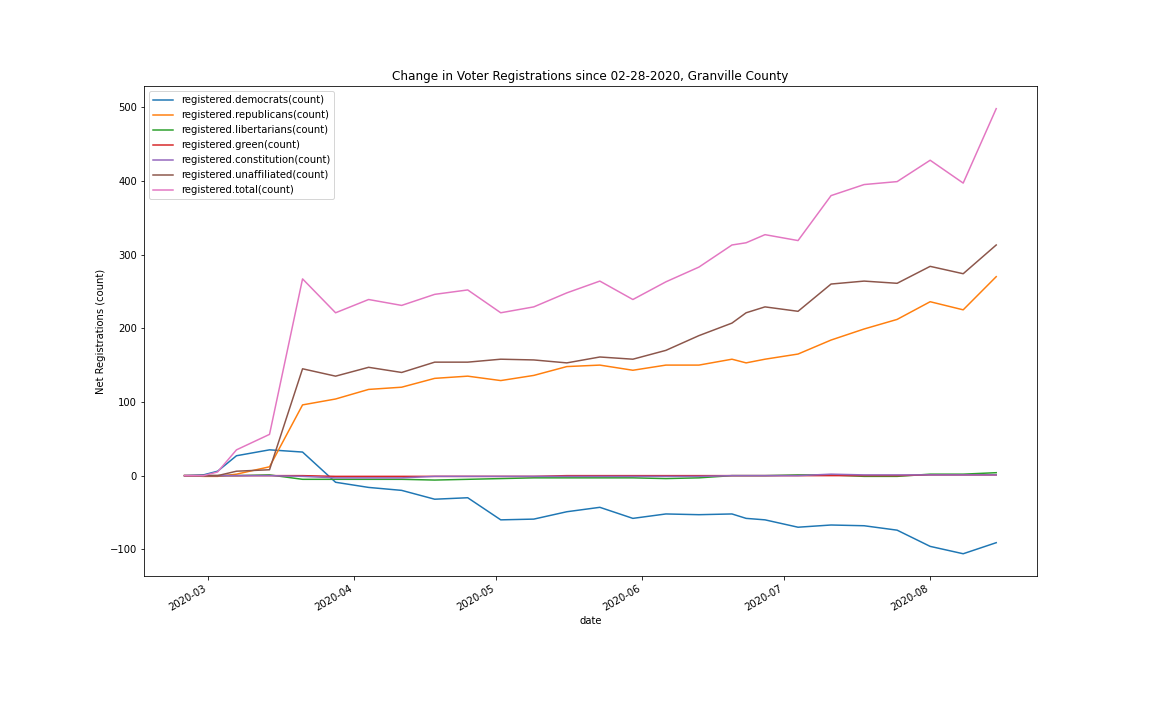 Change in Voter Registrations since 02-28-2020, Granville County
registered.democrats(count)
registered.republicans(count)
registered.libertarians(count)
registered.green(count)
registered.constitution(count)
registered.unaffiliated(count)
registered.total(count)
Net Registrations (count)
500
400
300
200
100
0
−100
2020-03
2020-04
2020-05
2020-06
2020-07
2020-08
date